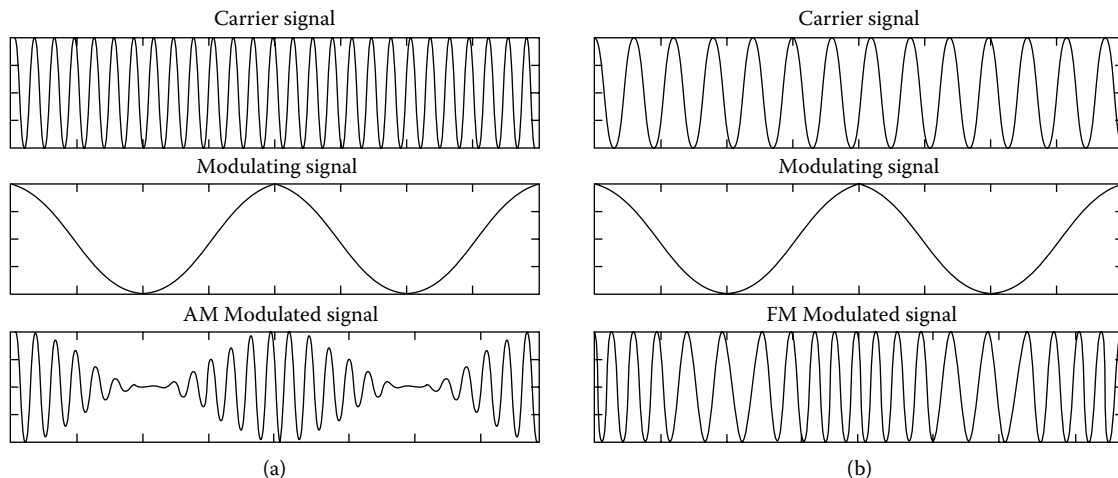 Carrier signal
Modulating signal
AM Modulated signal
(a)
Carrier signal
Modulating signal
FM Modulated signal
(b)